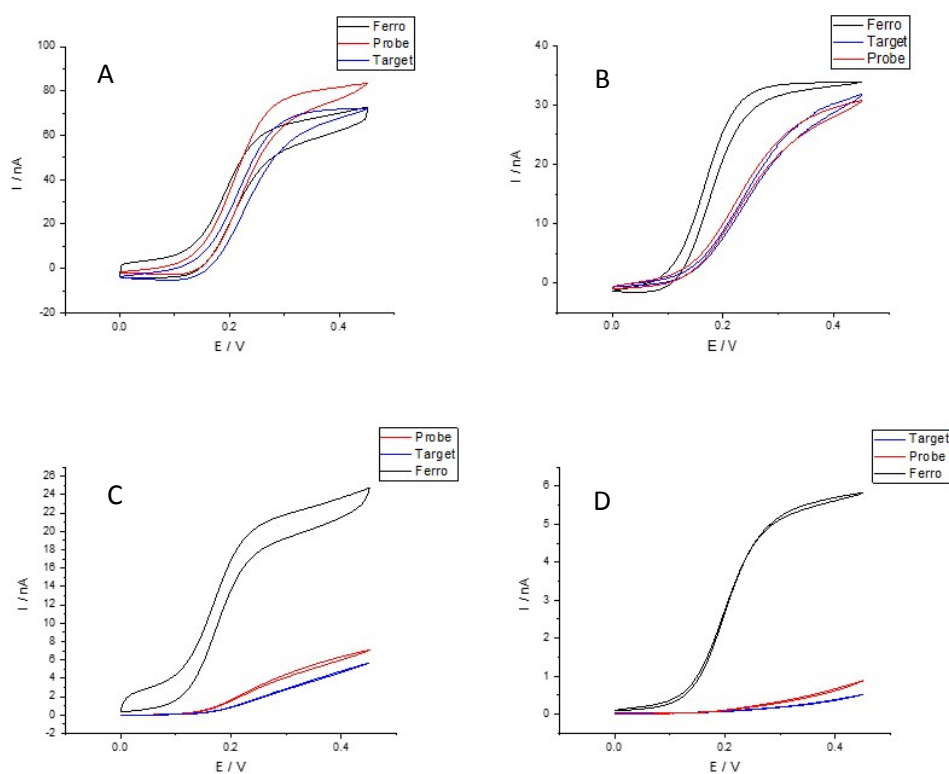 Ferro
Probe
Target
A
100
80
60
40
20
0
-20
I / nA
0.0 0.2 0.4
E / V
Ferro
Target
Probe
B
40
30
20
10
0
I / nA
0.0 0.2 0.4
E / V
Probe
Target
Ferro
C
26
24
22
20
18
16
14
12
10
8
6
4
2
0
-2
I / nA
0.0 0.2 0.4
E / V
Target
Probe
Ferro
D
6
5
4
3
2
1
0
I / nA
0.0 0.2 0.4
E / V